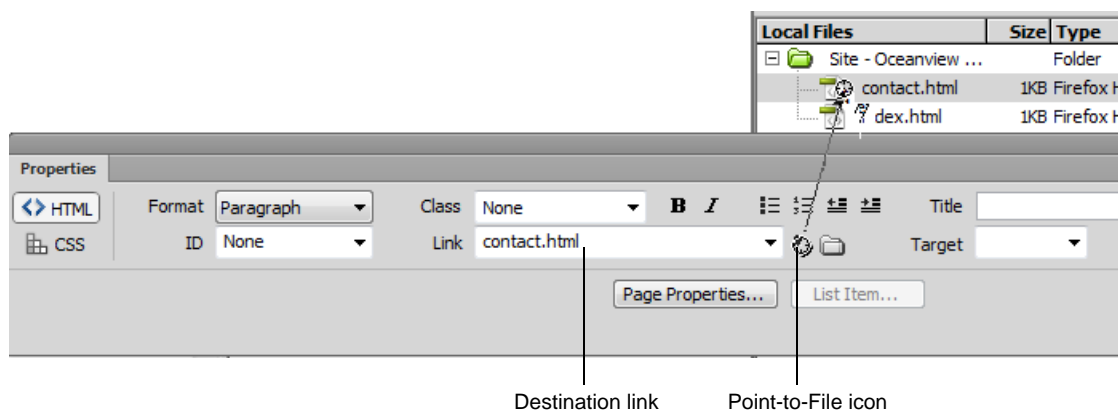 Local Files Size Type
Site - Oceanview ... Folder
contact.html 1KB Firefox H
dex.html 1KB Firefox H
Properties
<> HTML Format Paragraph Class None B I Title
CSS ID None Link contact.html Target
Page Properties... List Item...
Destination link Point-to-File icon